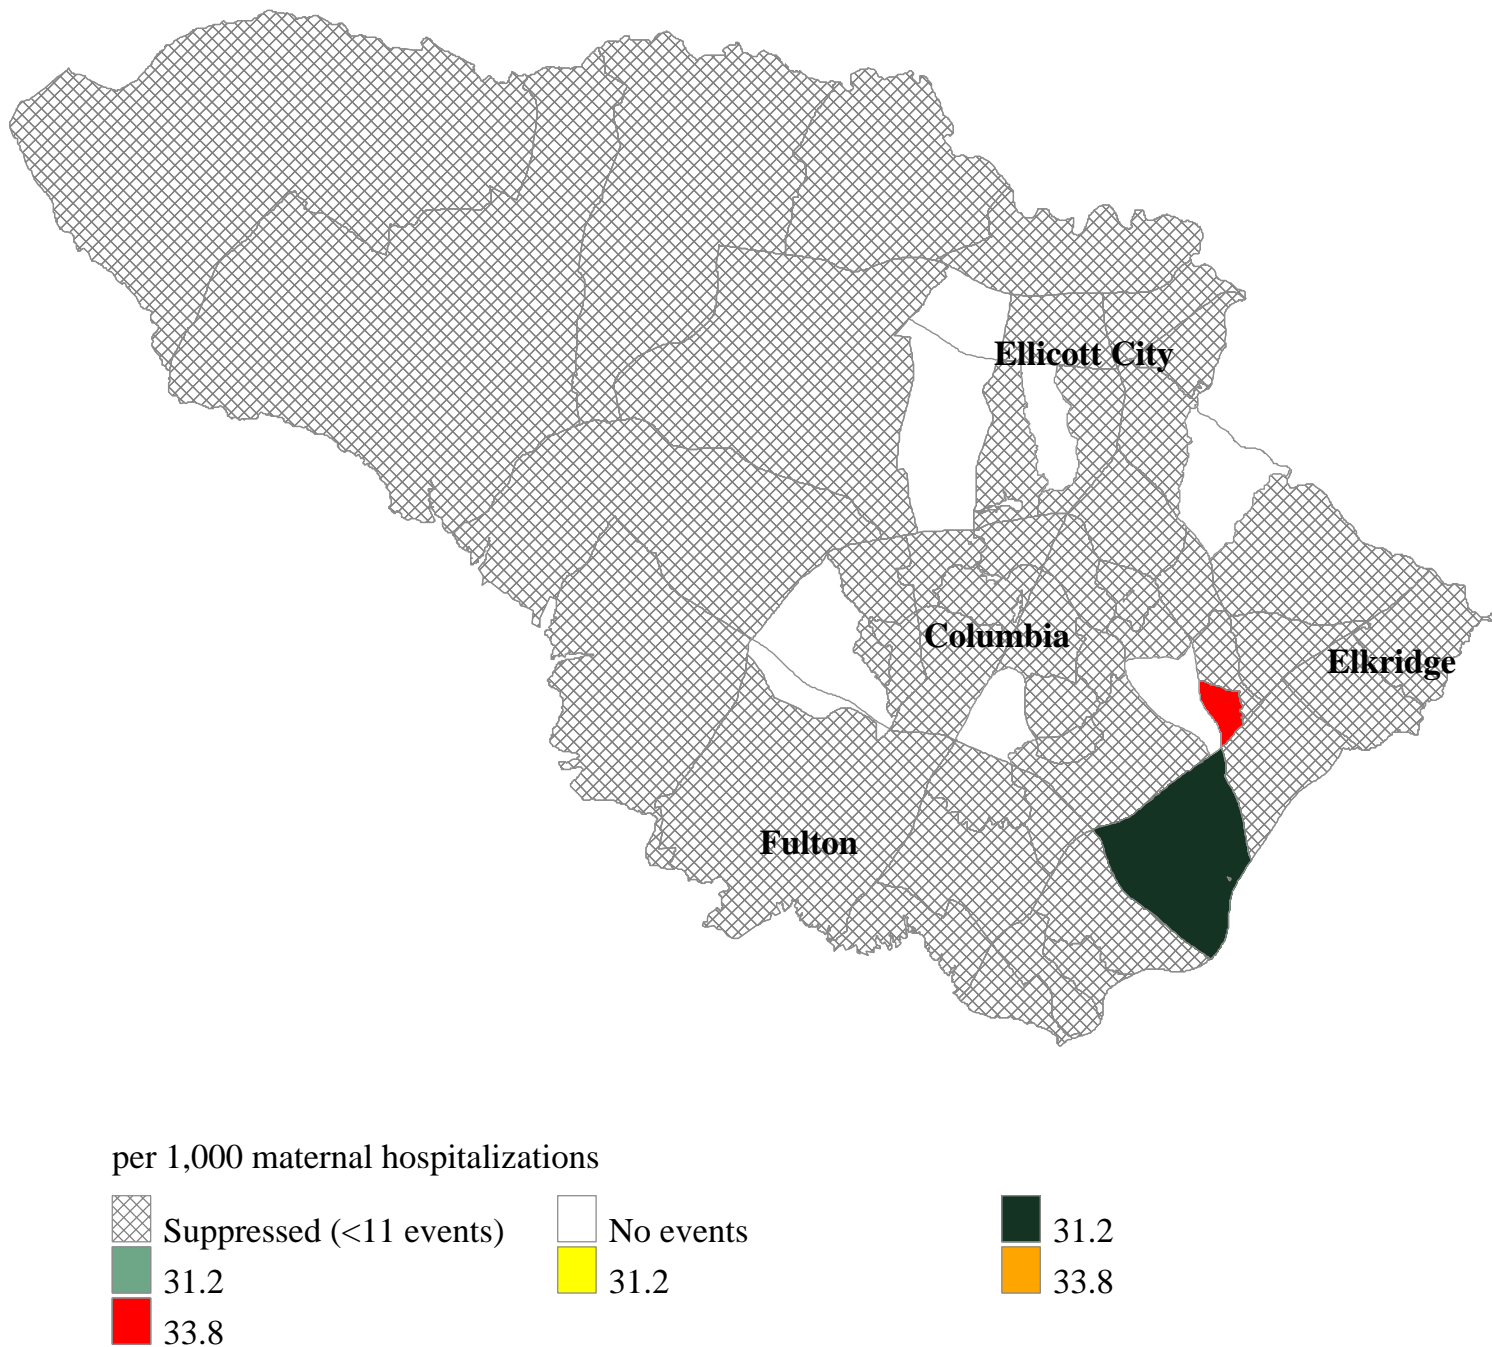 Ellicott City
Columbia
Elkridge
Fulton
per 1,000 maternal hospitalizations
Suppressed (<11 events)
No events
31.2
31.2
31.2
33.8
33.8